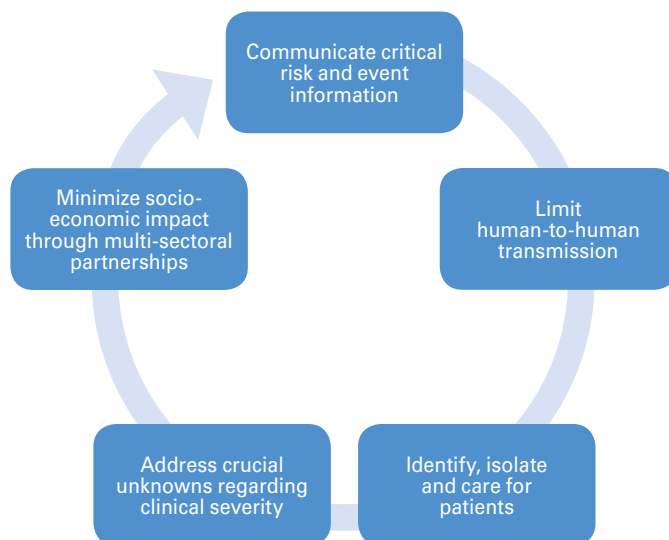 Communicate critical
risk and event
information
Limit
human-to-human
transmission
Identify, isolate
and care for
patients
Address crucial
unknowns regarding
clinical severity
Minimize socio-
economic impact
through multi-sectoral
partnerships